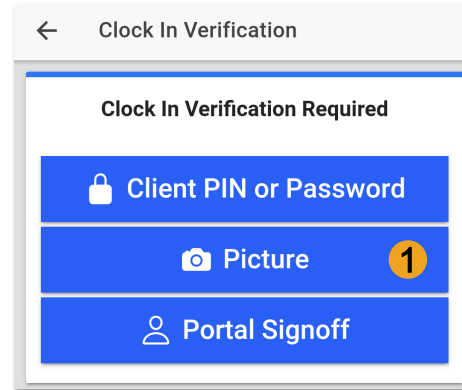 Clock In Verification
Clock In Verification Required
Client PIN or Password
Picture 1
Portal Signoff